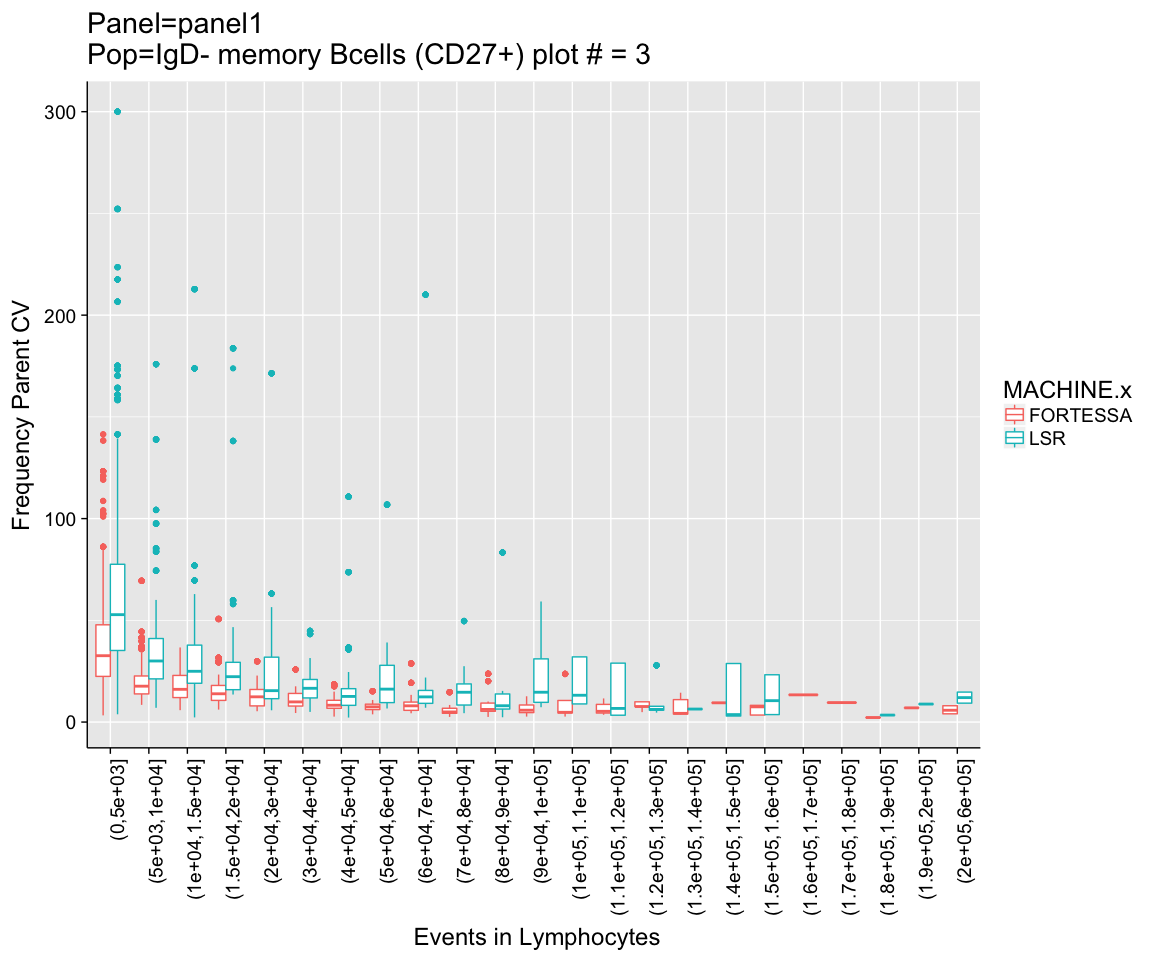 Panel=panel1
Pop=IgD- memory Bcells (CD27+) plot # = 3
300
200
100
0
Frequency Parent CV
(0,5e+03]
(5e+03,1e+04]
(1e+04,1.5e+04]
(1.5e+04,2e+04]
(2e+04,3e+04]
(3e+04,4e+04]
(4e+04,5e+04]
(5e+04,6e+04]
(6e+04,7e+04]
(7e+04,8e+04]
(8e+04,9e+04]
(9e+04,1e+05]
(1e+05,1.1e+05]
(1.1e+05,1.2e+05]
(1.2e+05,1.3e+05]
(1.3e+05,1.4e+05]
(1.4e+05,1.5e+05]
(1.5e+05,1.6e+05]
(1.6e+05,1.7e+05]
(1.7e+05,1.8e+05]
(1.8e+05,1.9e+05]
(1.9e+05,2e+05]
(2e+05,6e+05]
Events in Lymphocytes
MACHINE.x
FORTESSA
LSR